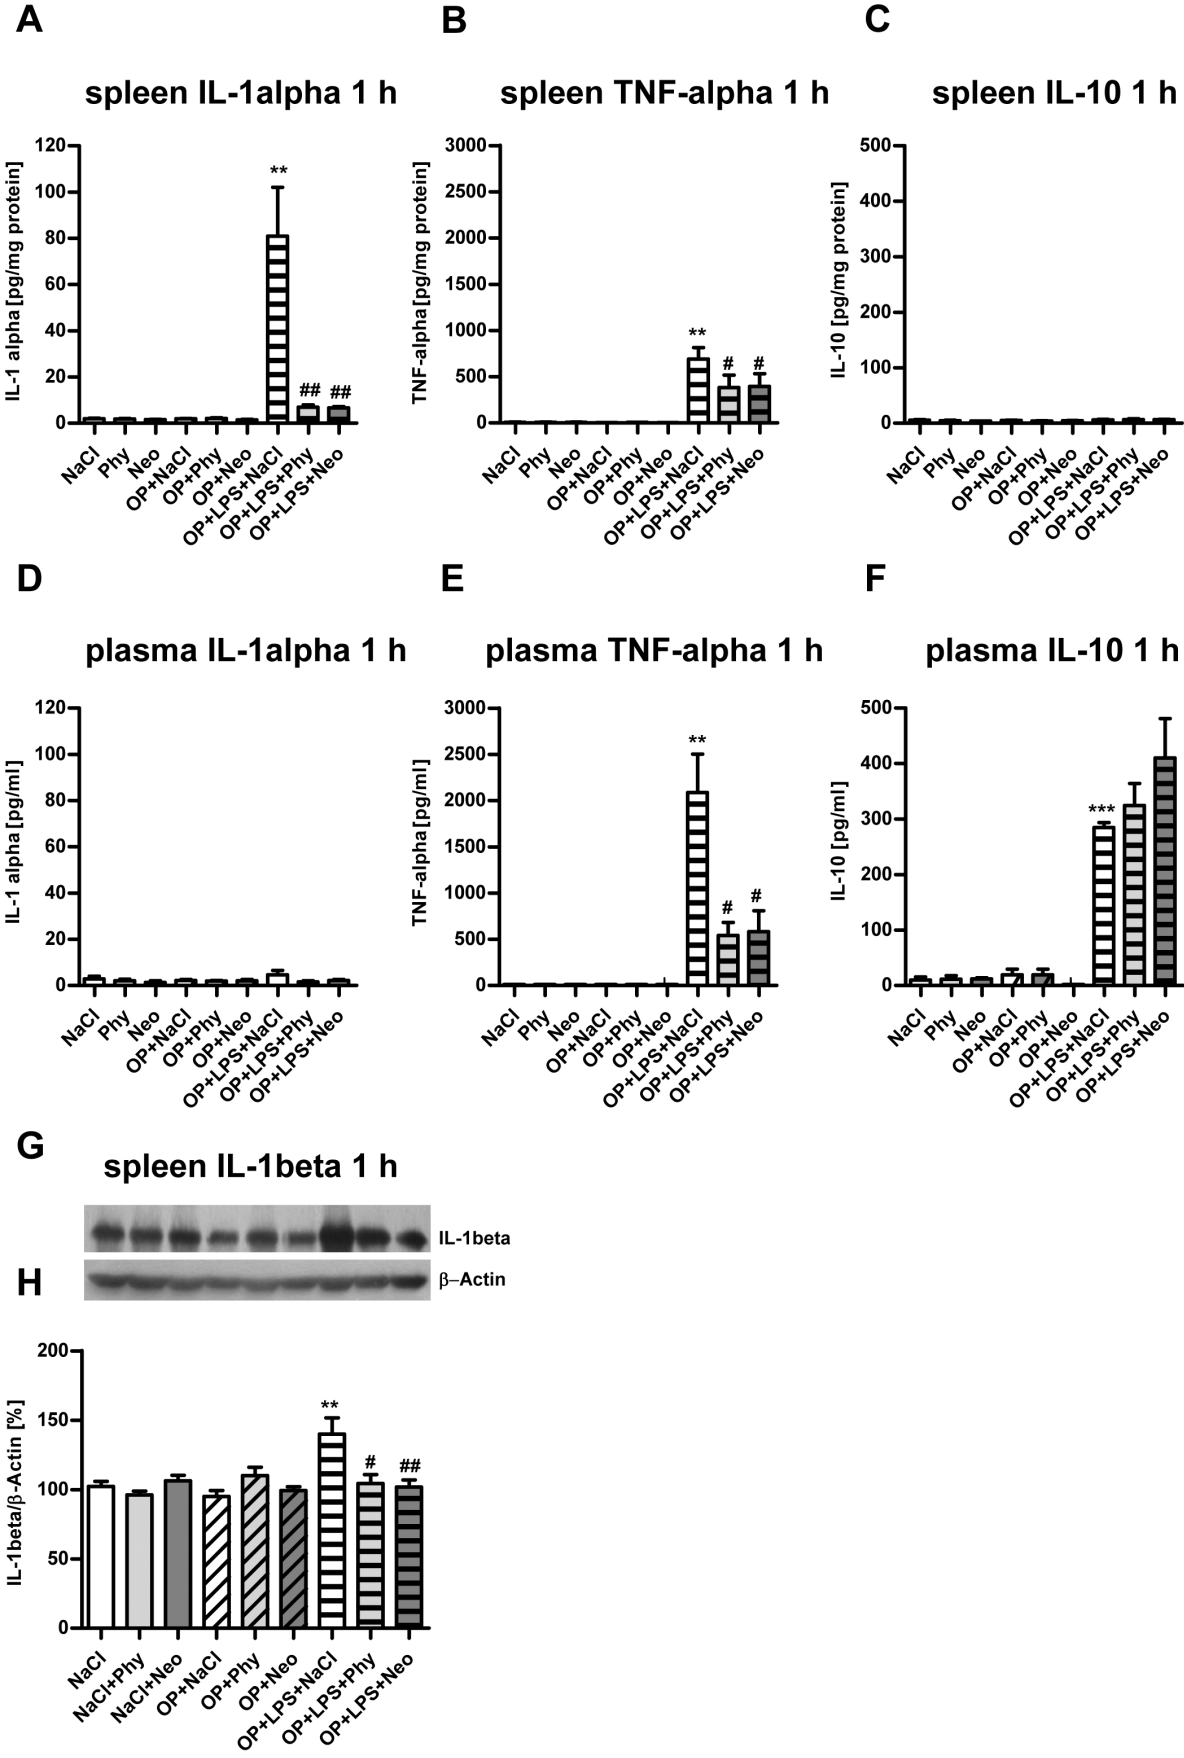 A
B
C
spleen IL-1alpha 1 h
spleen TNF-alpha 1 h
spleen IL-10 1 h
IL-1 alpha [pg/mg protein]
120
100
80
60
40
20
0
**
##
##
NaCl
Phy
Neo
OP+NaCl
OP+Phy
OP+Neo
OP+LPS+NaCl
OP+LPS+Phy
OP+LPS+Neo
TNF-alpha [pg/mg protein]
3000
2500
2000
1500
1000
500
0
**
#
#
NaCl
Phy
Neo
OP+NaCl
OP+Phy
OP+Neo
OP+LPS+NaCl
OP+LPS+Phy
OP+LPS+Neo
IL-10 [pg/mg protein]
500
400
300
200
100
0
NaCl
Phy
Neo
OP+NaCl
OP+Phy
OP+Neo
OP+LPS+NaCl
OP+LPS+Phy
OP+LPS+Neo
D
E
F
plasma IL-1alpha 1 h
plasma TNF-alpha 1 h
plasma IL-10 1 h
IL-1 alpha [pg/ml]
120
100
80
60
40
20
0
NaCl
Phy
Neo
OP+NaCl
OP+Phy
OP+Neo
OP+LPS+NaCl
OP+LPS+Phy
OP+LPS+Neo
TNF-alpha [pg/ml]
3000
2500
2000
1500
1000
500
0
**
#
#
NaCl
Phy
Neo
OP+NaCl
OP+Phy
OP+Neo
OP+LPS+NaCl
OP+LPS+Phy
OP+LPS+Neo
IL-10 [pg/ml]
500
400
300
200
100
0
***
NaCl
Phy
Neo
OP+NaCl
OP+Phy
OP+Neo
OP+LPS+NaCl
OP+LPS+Phy
OP+LPS+Neo
G
spleen IL-1beta 1 h
IL-1beta
β–Actin
H
IL-1beta/β-Actin [%]
200
150
100
50
0
**
#
##
NaCl
NaCl+Phy
NaCl+Neo
OP+NaCl
OP+Phy
OP+Neo
OP+LPS+NaCl
OP+LPS+Phy
OP+LPS+Neo